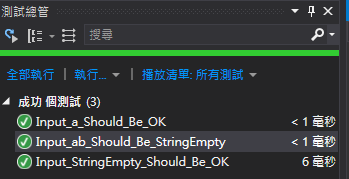 測試總管
搜尋
全部執行 | 執行... | 播放清單: 所有測試
成功 個測試 (3)
Input_a_Should_Be_OK < 1 毫秒
Input_ab_Should_Be_StringEmpty < 1 毫秒
Input_StringEmpty_Should_Be_OK 6 毫秒